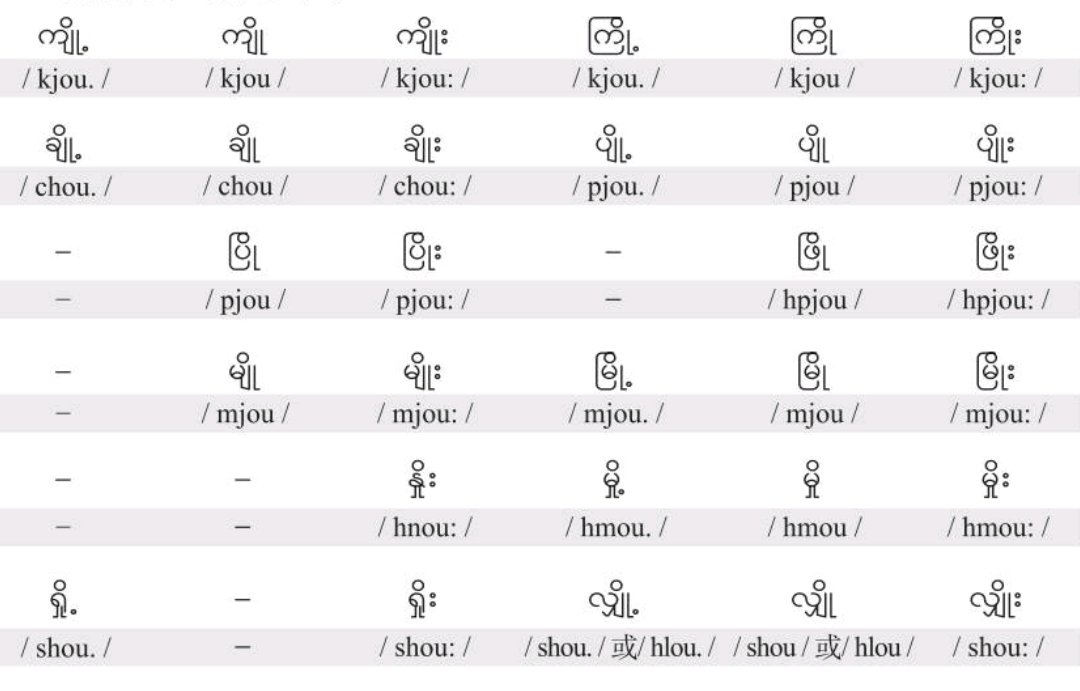 ကျို့ ကျို ကျိုး ကြို့ ကြို ကြိုး
/ kjou. / / kjou / / kjou: / / kjou. / / kjou / / kjou: /
ချို့ ချို ချိုး ပျို့ ပျို ပျိုး
/ chou. / / chou / / chou: / / pjou. / / pjou / / pjou: /
– ပြို ပြိုး – ဖြို ဖြိုး
– / pjou / / pjou: / – / hpjou / / hpjou: /
– မျို မျိုး မြို့ မြို မြိုး
– / mjou / / mjou: / / mjou. / / mjou / / mjou: /
– – နှိုး မှို့ မှို မှိုး
– – / hnou: / / hmou. / / hmou / / hmou: /
ရှို့ – ရှိုး လျှို့ လျှို လျှိုး
/ shou. / – / shou: / / shou. / 或/ hlou. / / shou / 或/ hlou / / shou: /